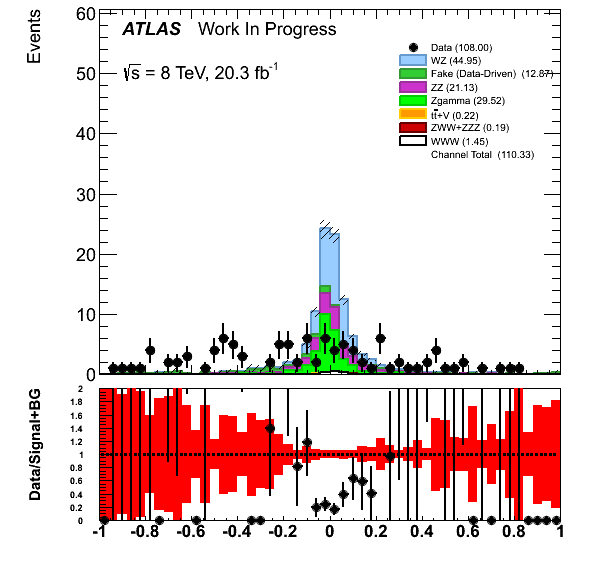 Events
60
50
40
30
20
10
0
ATLAS Work In Progress
√s = 8 TeV, 20.3 fb⁻¹
Data (108.00)
WZ (44.95)
Fake (Data-Driven) (12.87)
ZZ (21.13)
Zgamma (29.52)
tt̄+V (0.22)
ZWW+ZZZ (0.19)
WWW (1.45)
Channel Total (110.33)
Data/Signal+BG
2
1.8
1.6
1.4
1.2
1
0.8
0.6
0.4
0.2
0
-1 -0.8 -0.6 -0.4 -0.2 0 0.2 0.4 0.6 0.8 1